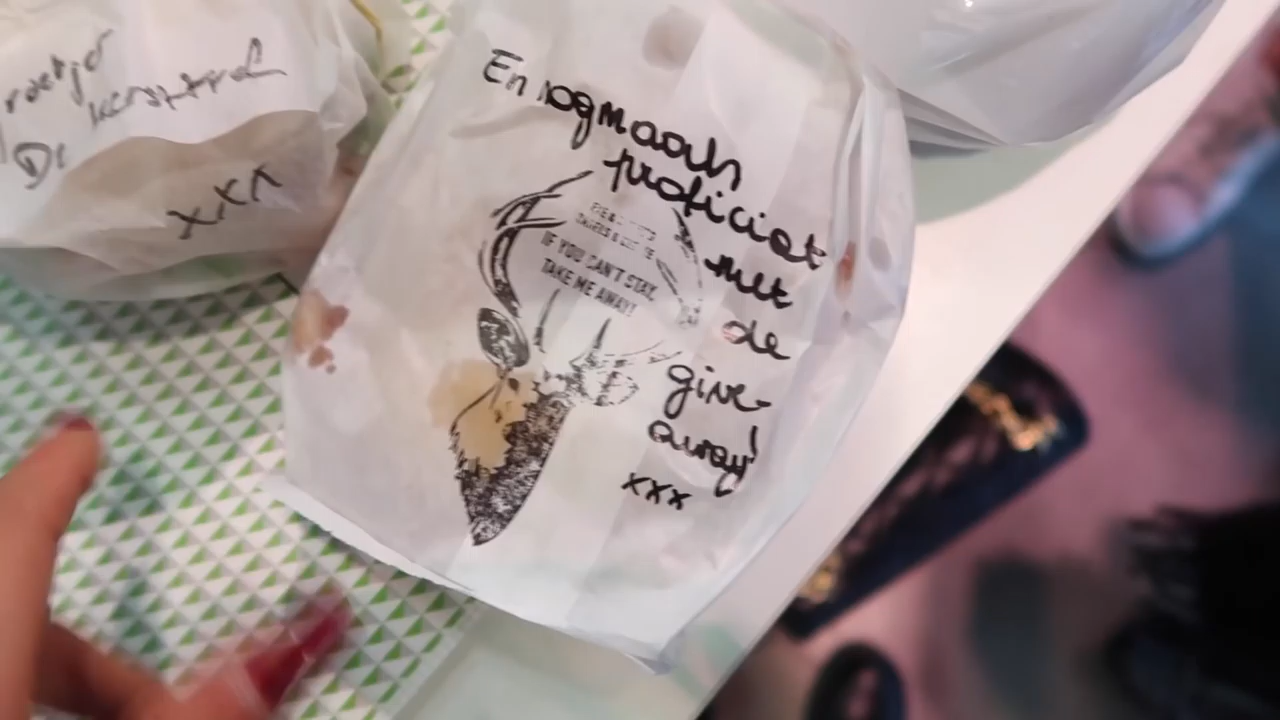 En nogmaals
proficiat
met
de
give-
away!
xxx
IF YOU CAN'T STAY,
TAKE ME AWAY!
xxx